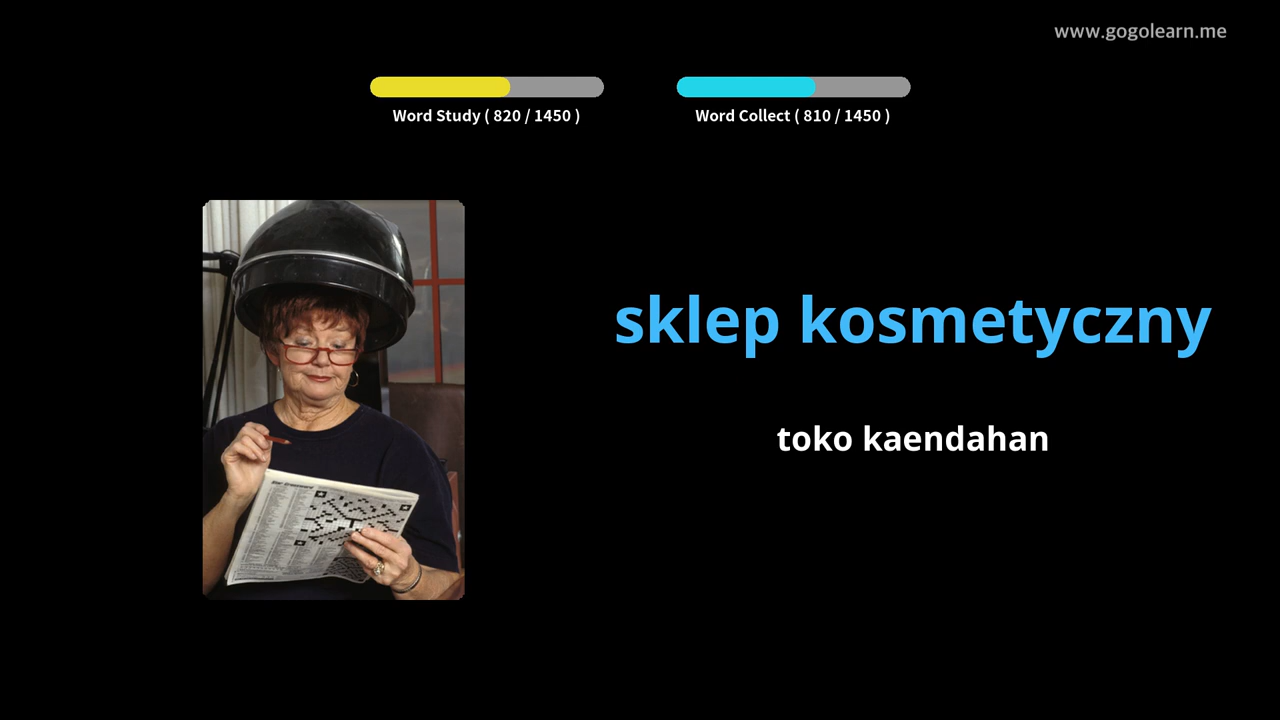 www.gogolearn.me
Word Study ( 820 / 1450 )
Word Collect ( 810 / 1450 )
sklep kosmetyczny
toko kaendahan